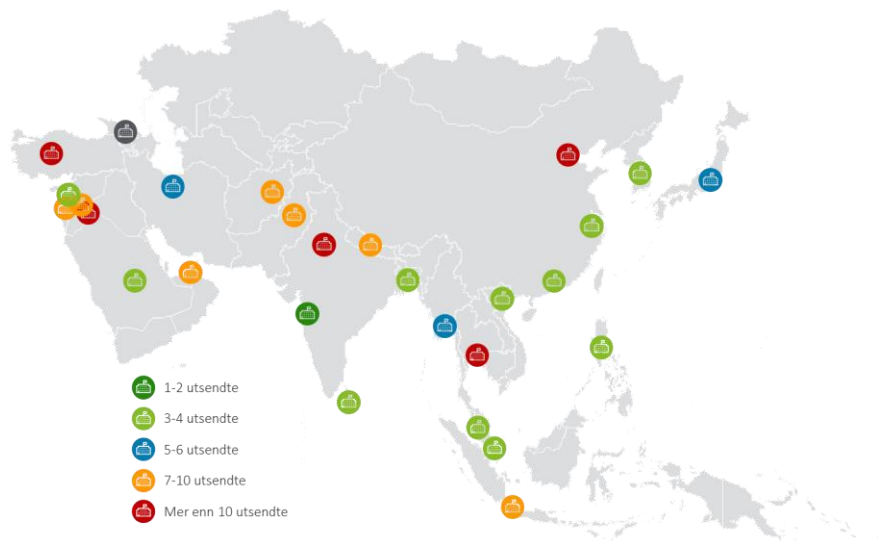 1-2 utsendte
3-4 utsendte
5-6 utsendte
7-10 utsendte
Mer enn 10 utsendte